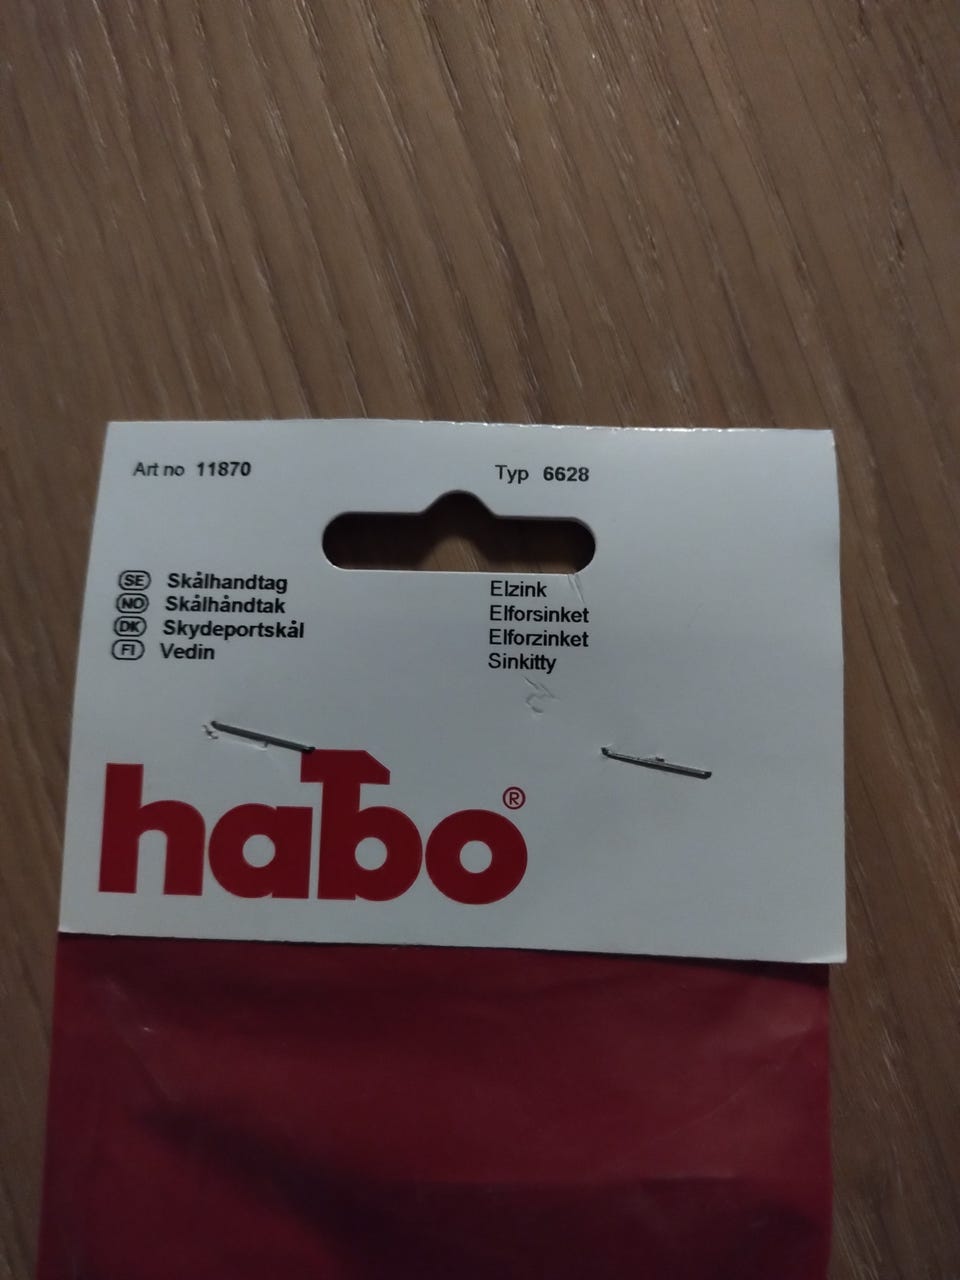 Art no 11870 Typ 6628
SE Skålhandtag Elzink
NO Skålhåndtak Elforsinket
DK Skydeportskål Elforzinket
FI Vedin Sinkitty
habo®